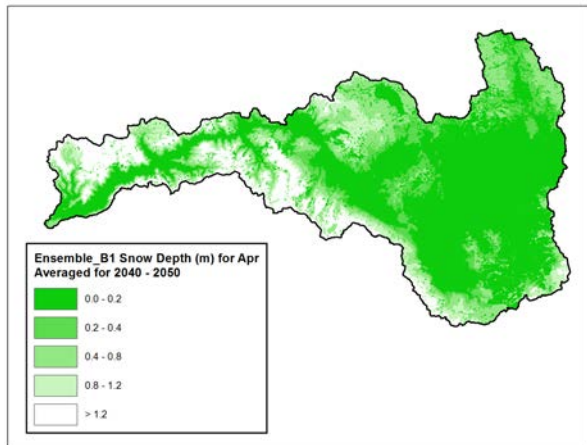 Ensemble_B1 Snow Depth (m) for Apr
Averaged for 2040 - 2050
0.0 - 0.2
0.2 - 0.4
0.4 - 0.8
0.8 - 1.2
> 1.2